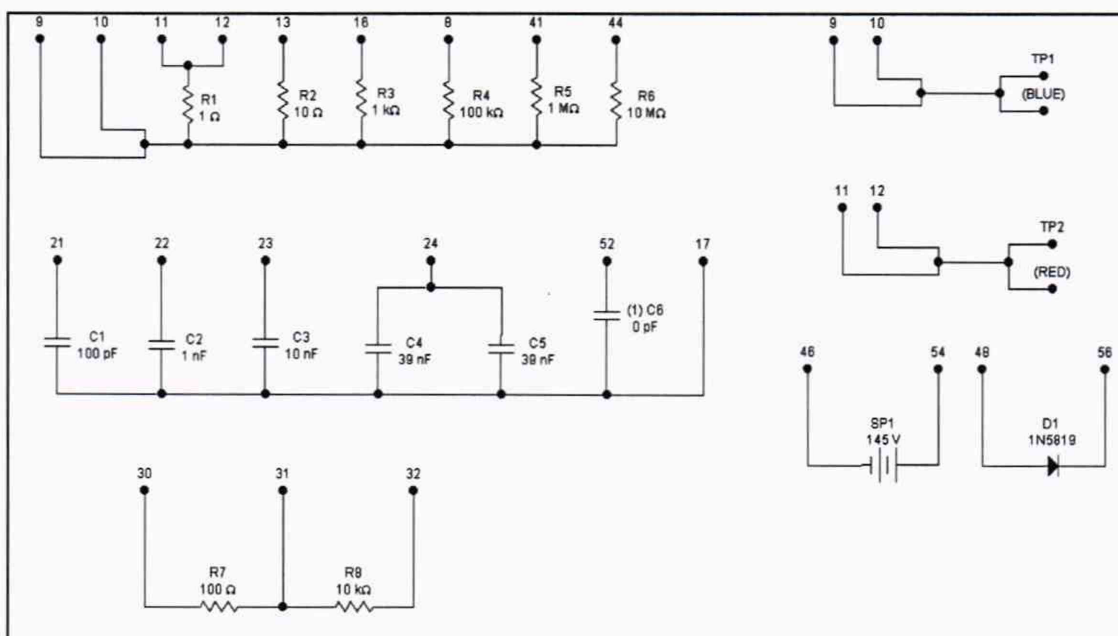 9 10 11 12 13 16 8 41 44
R1
1 Ω
R2
10 Ω
R3
1 kΩ
R4
100 kΩ
R5
1 MΩ
R6
10 MΩ
9 10
TP1
(BLUE)
11 12
TP2
(RED)
21 22 23 24 52 17
C1
100 pF
C2
1 nF
C3
10 nF
C4
39 nF
C5
39 nF
(1) C6
0 pF
46 54 48 56
SP1
145 V
D1
1N5819
30 31 32
R7
100 Ω
R8
10 kΩ